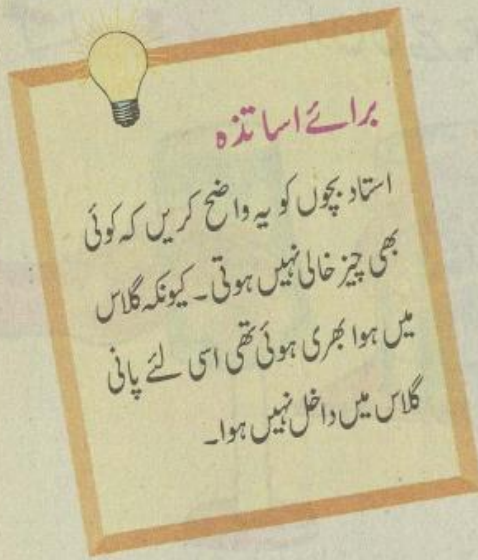 برائے اساتذہ
استاد بچوں کو یہ واضح کریں کہ کوئی
بھی چیز خالی نہیں ہوتی۔ کیونکہ گلاس
میں ہوا بھری ہوئی تھی اسی لئے پانی
گلاس میں داخل نہیں ہوا۔